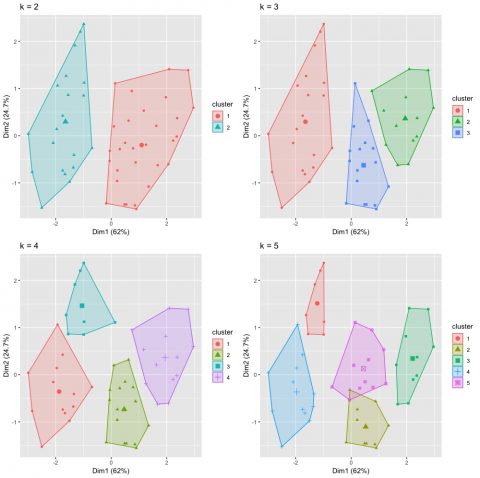 k = 2
Dim2 (24.7%)
2
1
0
-1
-2
0
2
Dim1 (62%)
cluster
1
2
k = 3
Dim2 (24.7%)
2
1
0
-1
-2
0
2
Dim1 (62%)
cluster
1
2
3
k = 4
Dim2 (24.7%)
2
1
0
-1
-2
0
2
Dim1 (62%)
cluster
1
2
3
4
k = 5
Dim2 (24.7%)
2
1
0
-1
-2
0
2
Dim1 (62%)
cluster
1
2
3
4
5